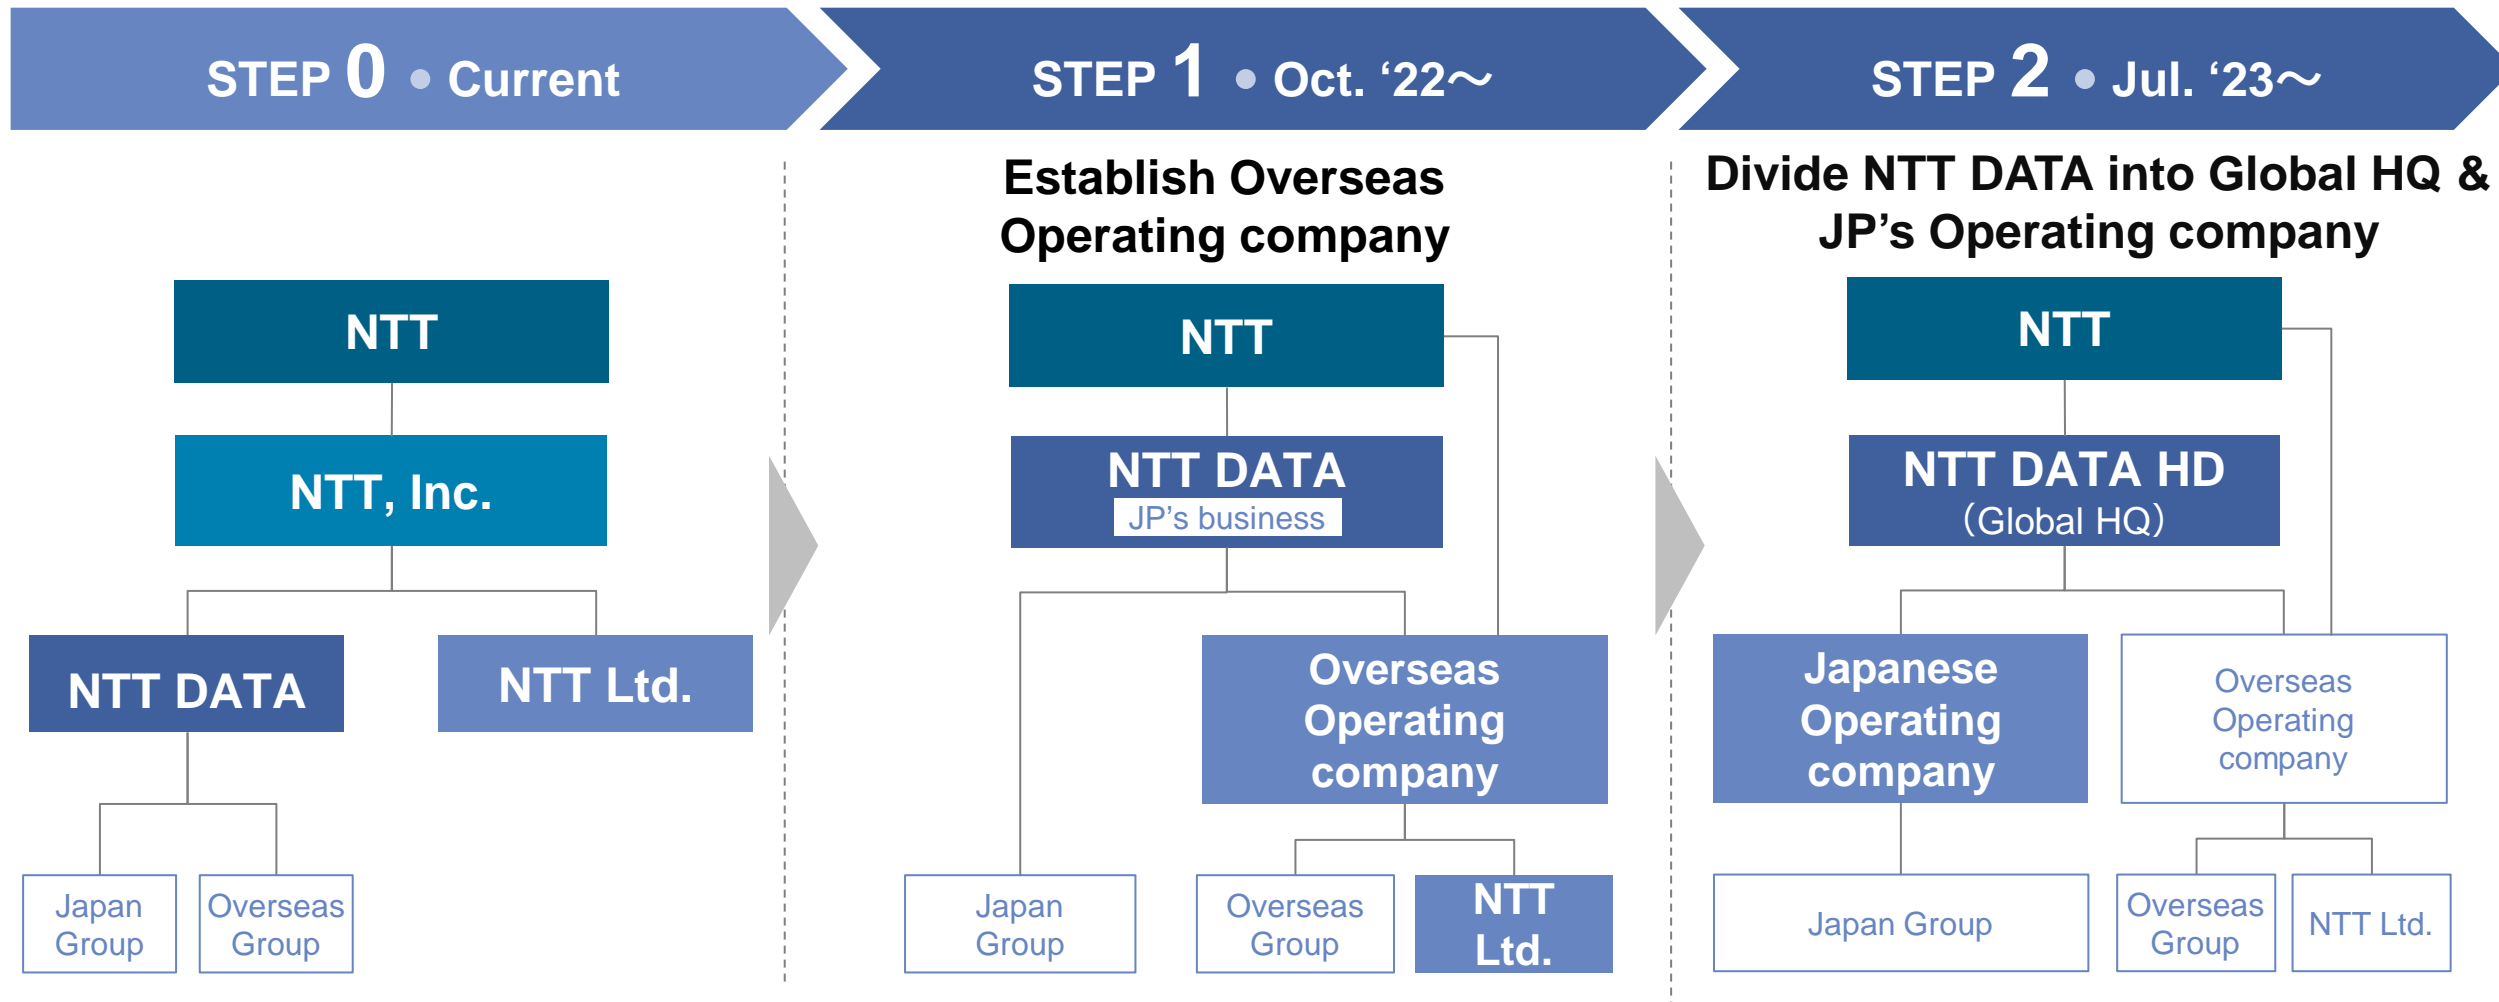 STEP 0 • Current
STEP 1 • Oct. ‘22～
STEP 2 • Jul. ‘23～
Establish Overseas
Operating company
Divide NTT DATA into Global HQ &
JP’s Operating company
NTT
NTT, Inc.
NTT DATA
NTT Ltd.
Japan
Group
Overseas
Group
NTT
NTT DATA
JP’s business
Overseas
Operating
company
Japan
Group
Overseas
Group
NTT
Ltd.
NTT
NTT DATA HD
（Global HQ）
Japanese
Operating
company
Overseas
Operating
company
Japan Group
Overseas
Group
NTT Ltd.